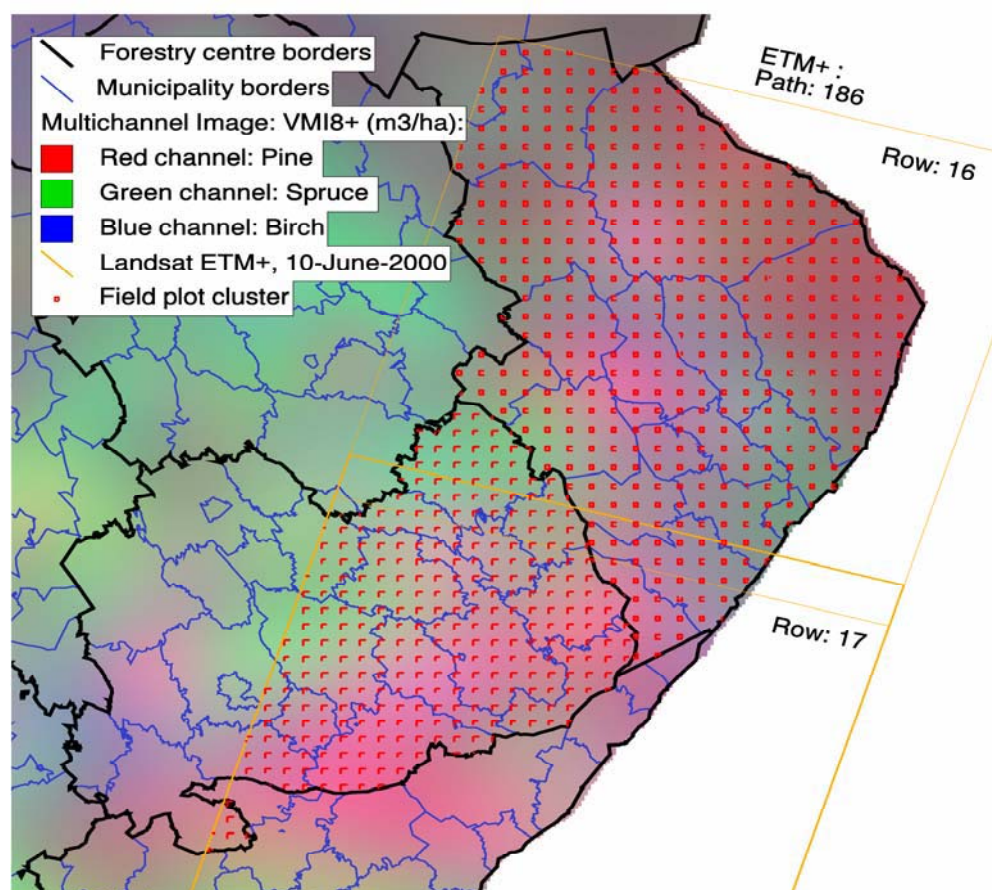 Forestry centre borders
Municipality borders
Multichannel Image: VMI8+ (m3/ha):
Red channel: Pine
Green channel: Spruce
Blue channel: Birch
Landsat ETM+, 10-June-2000
Field plot cluster
ETM+ :
Path: 186
Row: 16
Row: 17